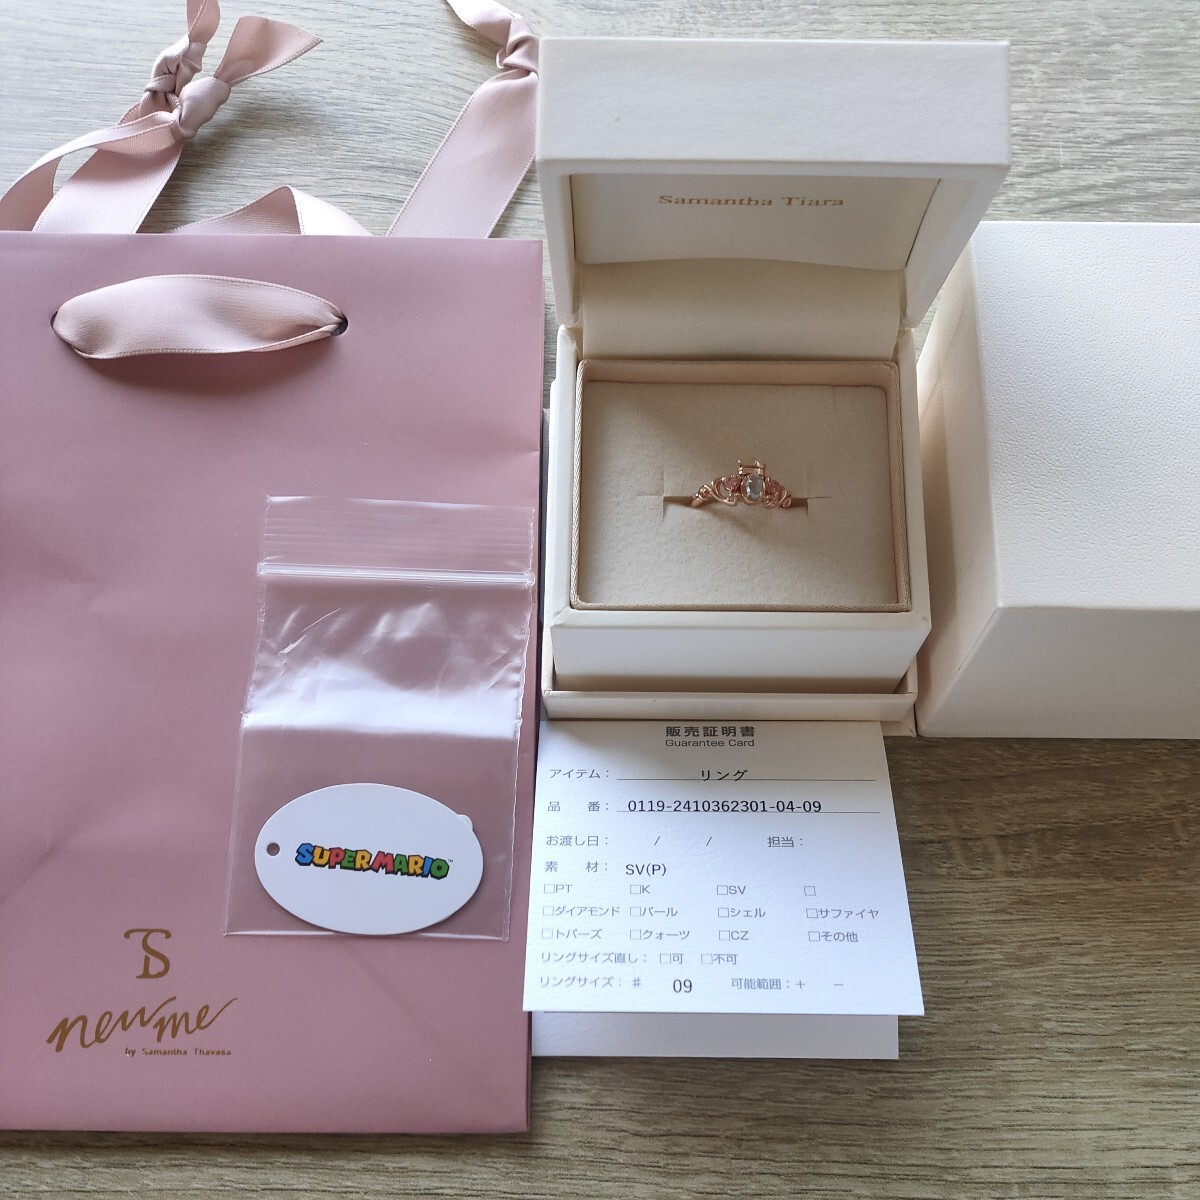 Samantha Tiara
販売証明書
Guarantee Card
アイテム： リング
品 番： 0119-2410362301-04-09
お渡し日： / / 担当：
素 材： SV(P)
□PT □K □SV □
□ダイアモンド □パール □シェル □サファイヤ
□トパーズ □クォーツ □CZ □その他
リングサイズ直し： □可 □不可
リングサイズ：# 09 可能範囲：+ −
SUPER MARIO™
TS
new me
by Samantha Thavasa